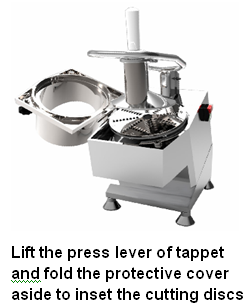 Lift the press lever of tappet
and fold the protective cover
aside to inset the cutting discs